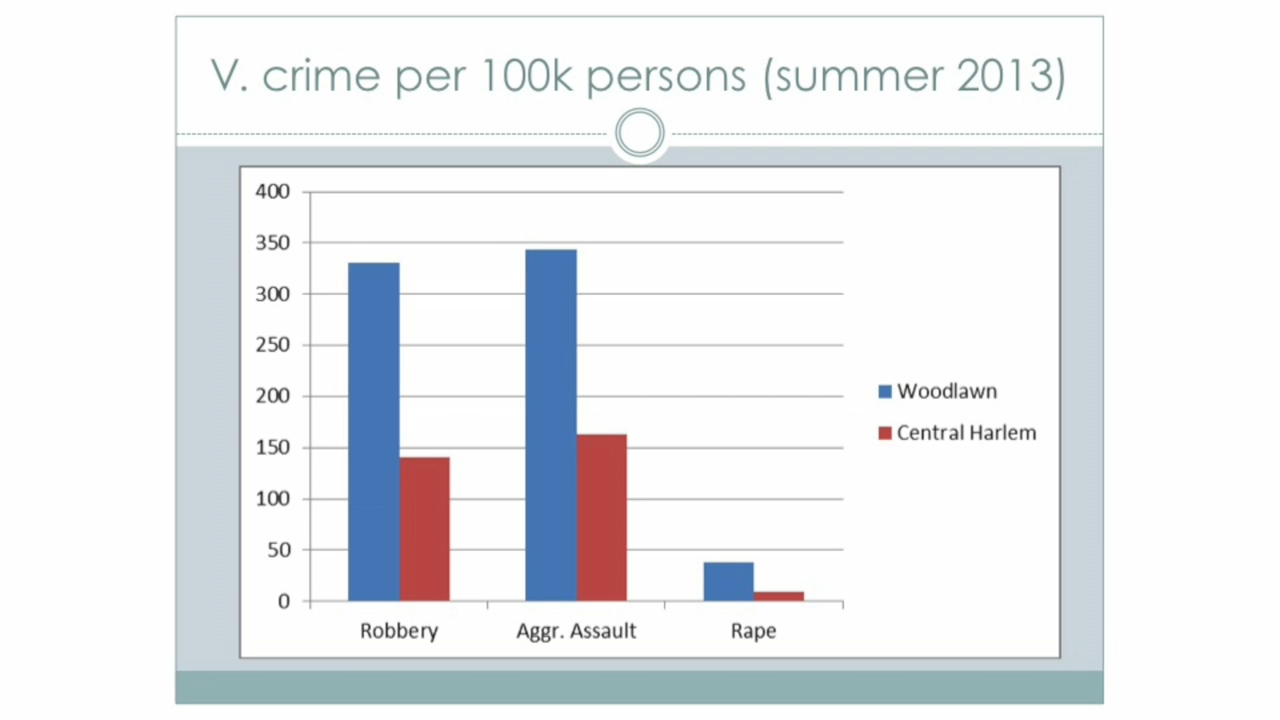 V. crime per 100k persons (summer 2013)
400
350
300
250
200
150
100
50
0
Robbery
Aggr. Assault
Rape
Woodlawn
Central Harlem